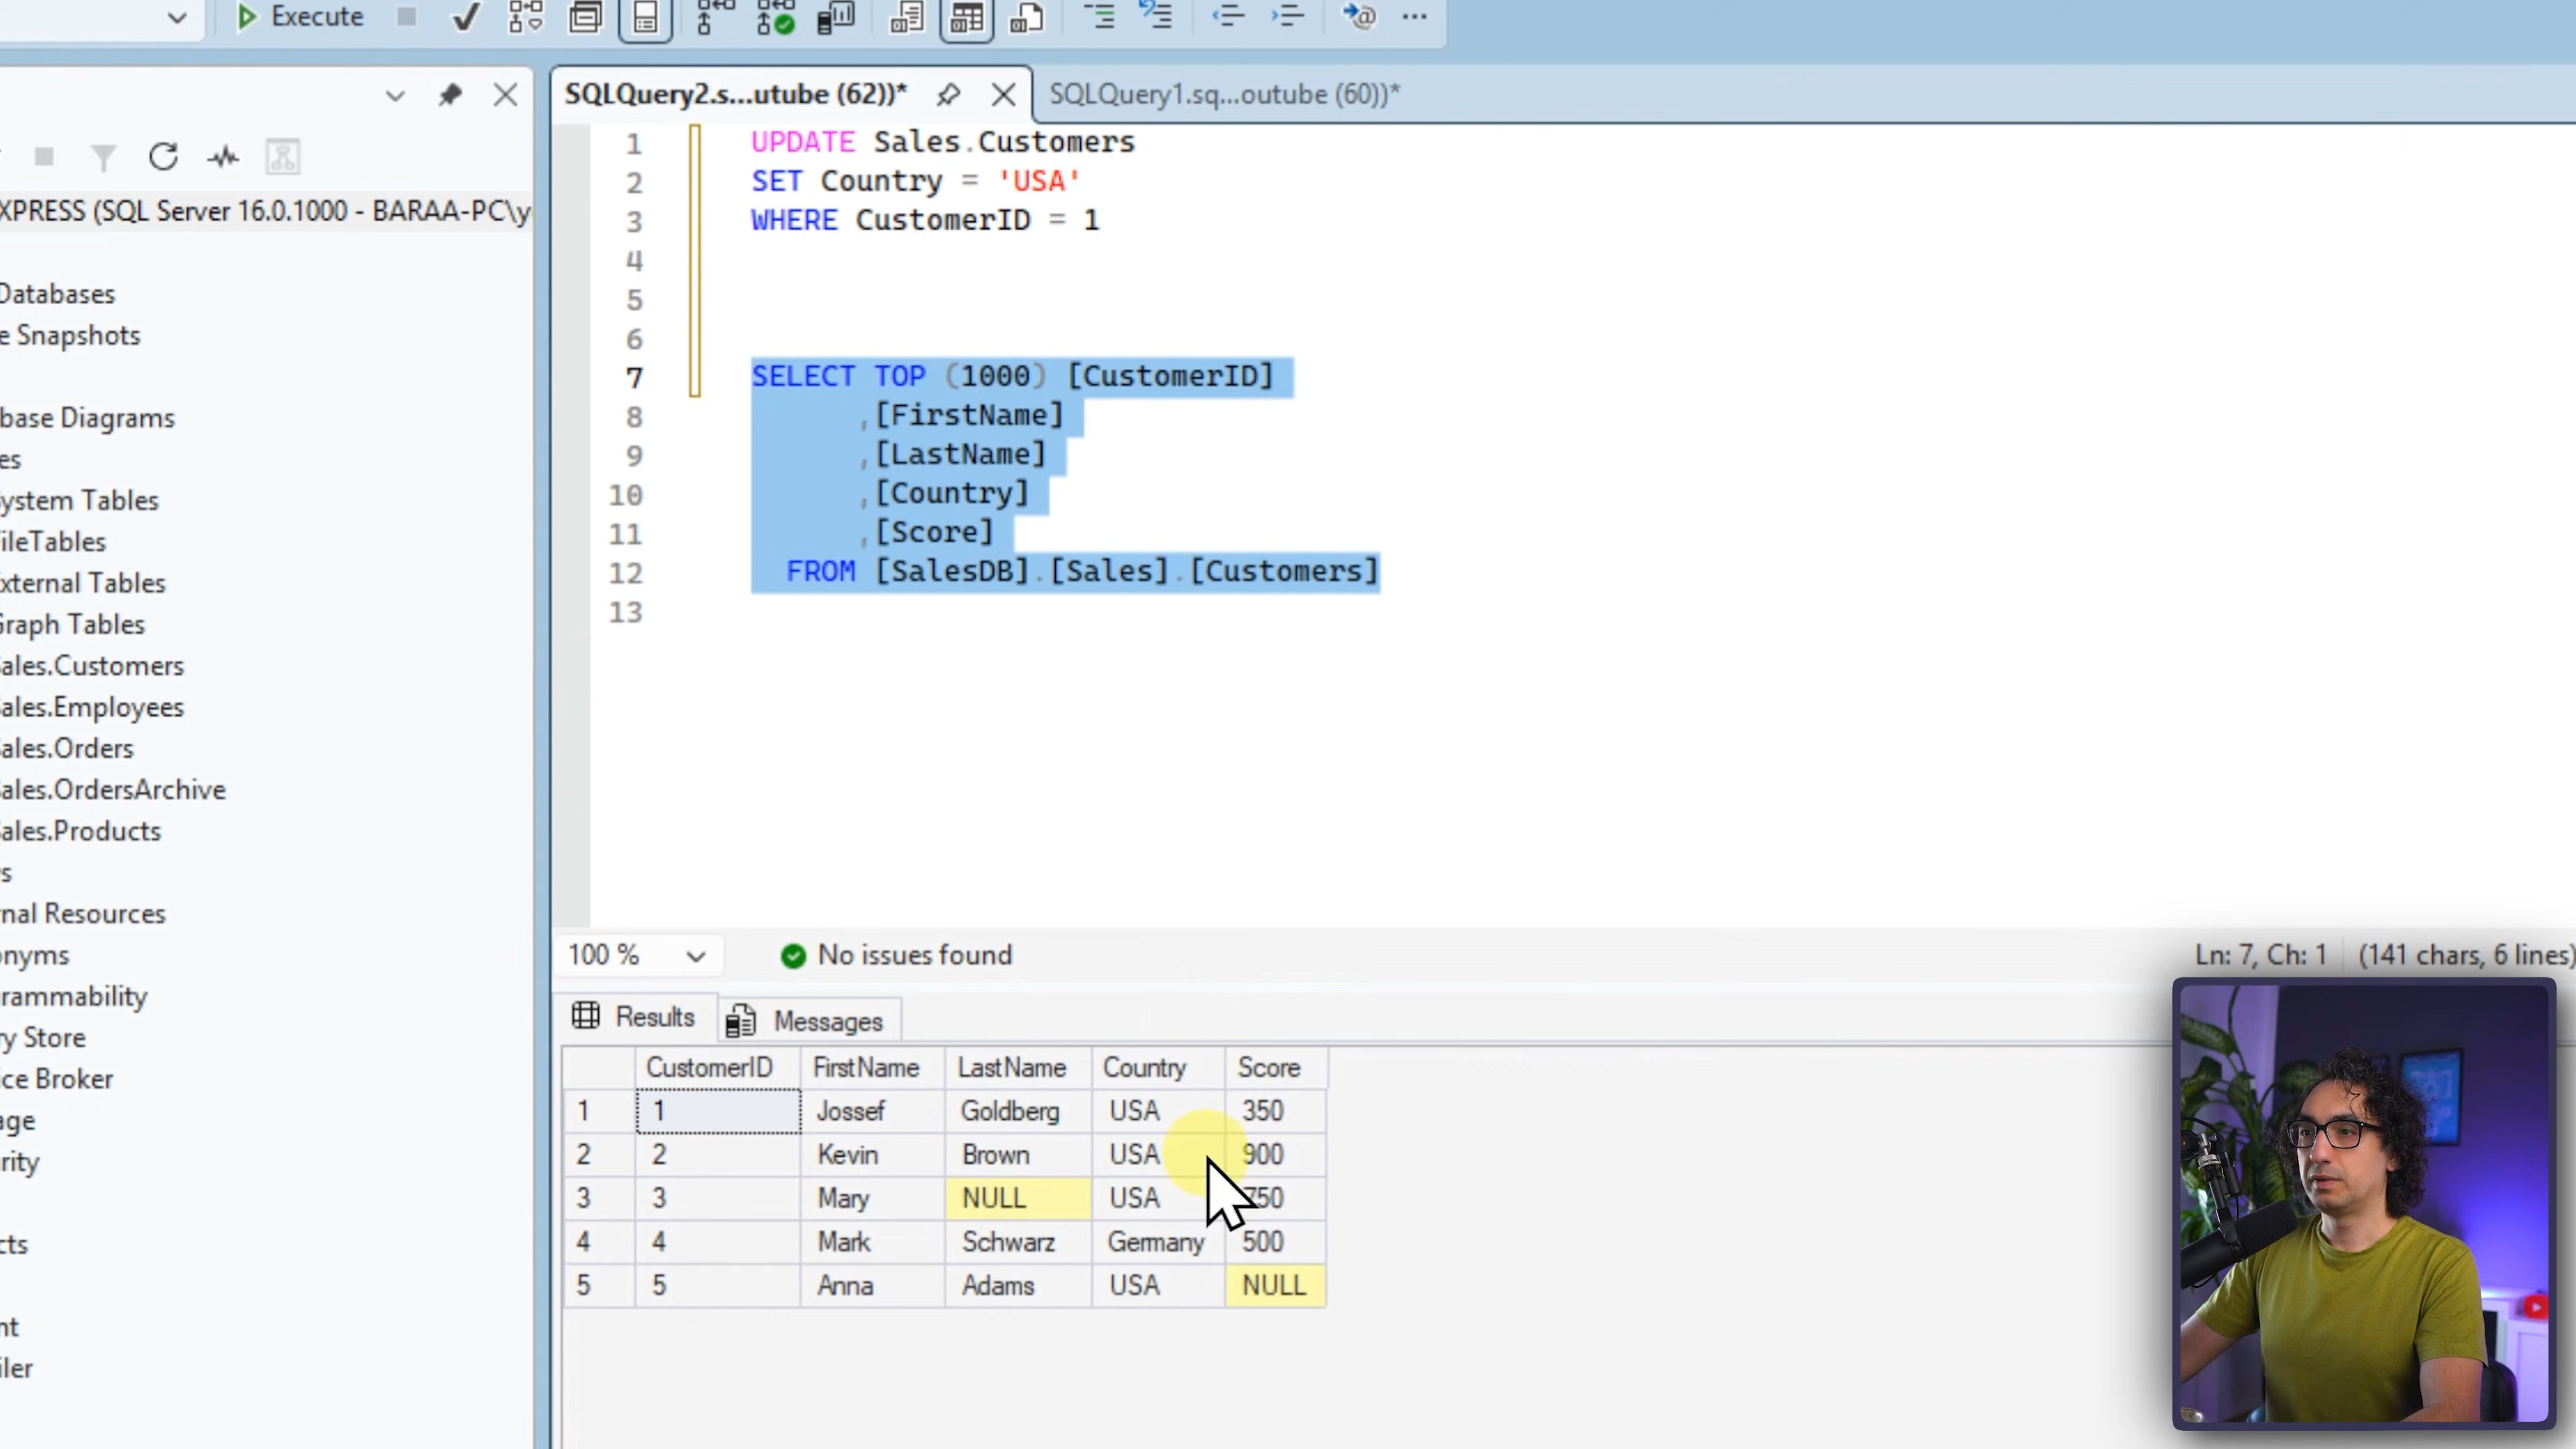 Execute
SQLQuery2.s...utube (62))*
SQLQuery1.sq...outube (60))*
XPRESS (SQL Server 16.0.1000 - BARAA-PC\y
Databases
e Snapshots
base Diagrams
es
ystem Tables
ileTables
xternal Tables
Graph Tables
ales.Customers
ales.Employees
ales.Orders
ales.OrdersArchive
ales.Products
s
nal Resources
onyms
grammability
ry Store
ice Broker
age
rity
cts
nt
iler
1 UPDATE Sales.Customers
2 SET Country = 'USA'
3 WHERE CustomerID = 1
4
5
6
7 SELECT TOP (1000) [CustomerID]
8 ,[FirstName]
9 ,[LastName]
10 ,[Country]
11 ,[Score]
12 FROM [SalesDB].[Sales].[Customers]
13
100 % No issues found Ln: 7, Ch: 1 (141 chars, 6 lines)
Results Messages
CustomerID FirstName LastName Country Score
1 1 Jossef Goldberg USA 350
2 2 Kevin Brown USA 900
3 3 Mary NULL USA 750
4 4 Mark Schwarz Germany 500
5 5 Anna Adams USA NULL